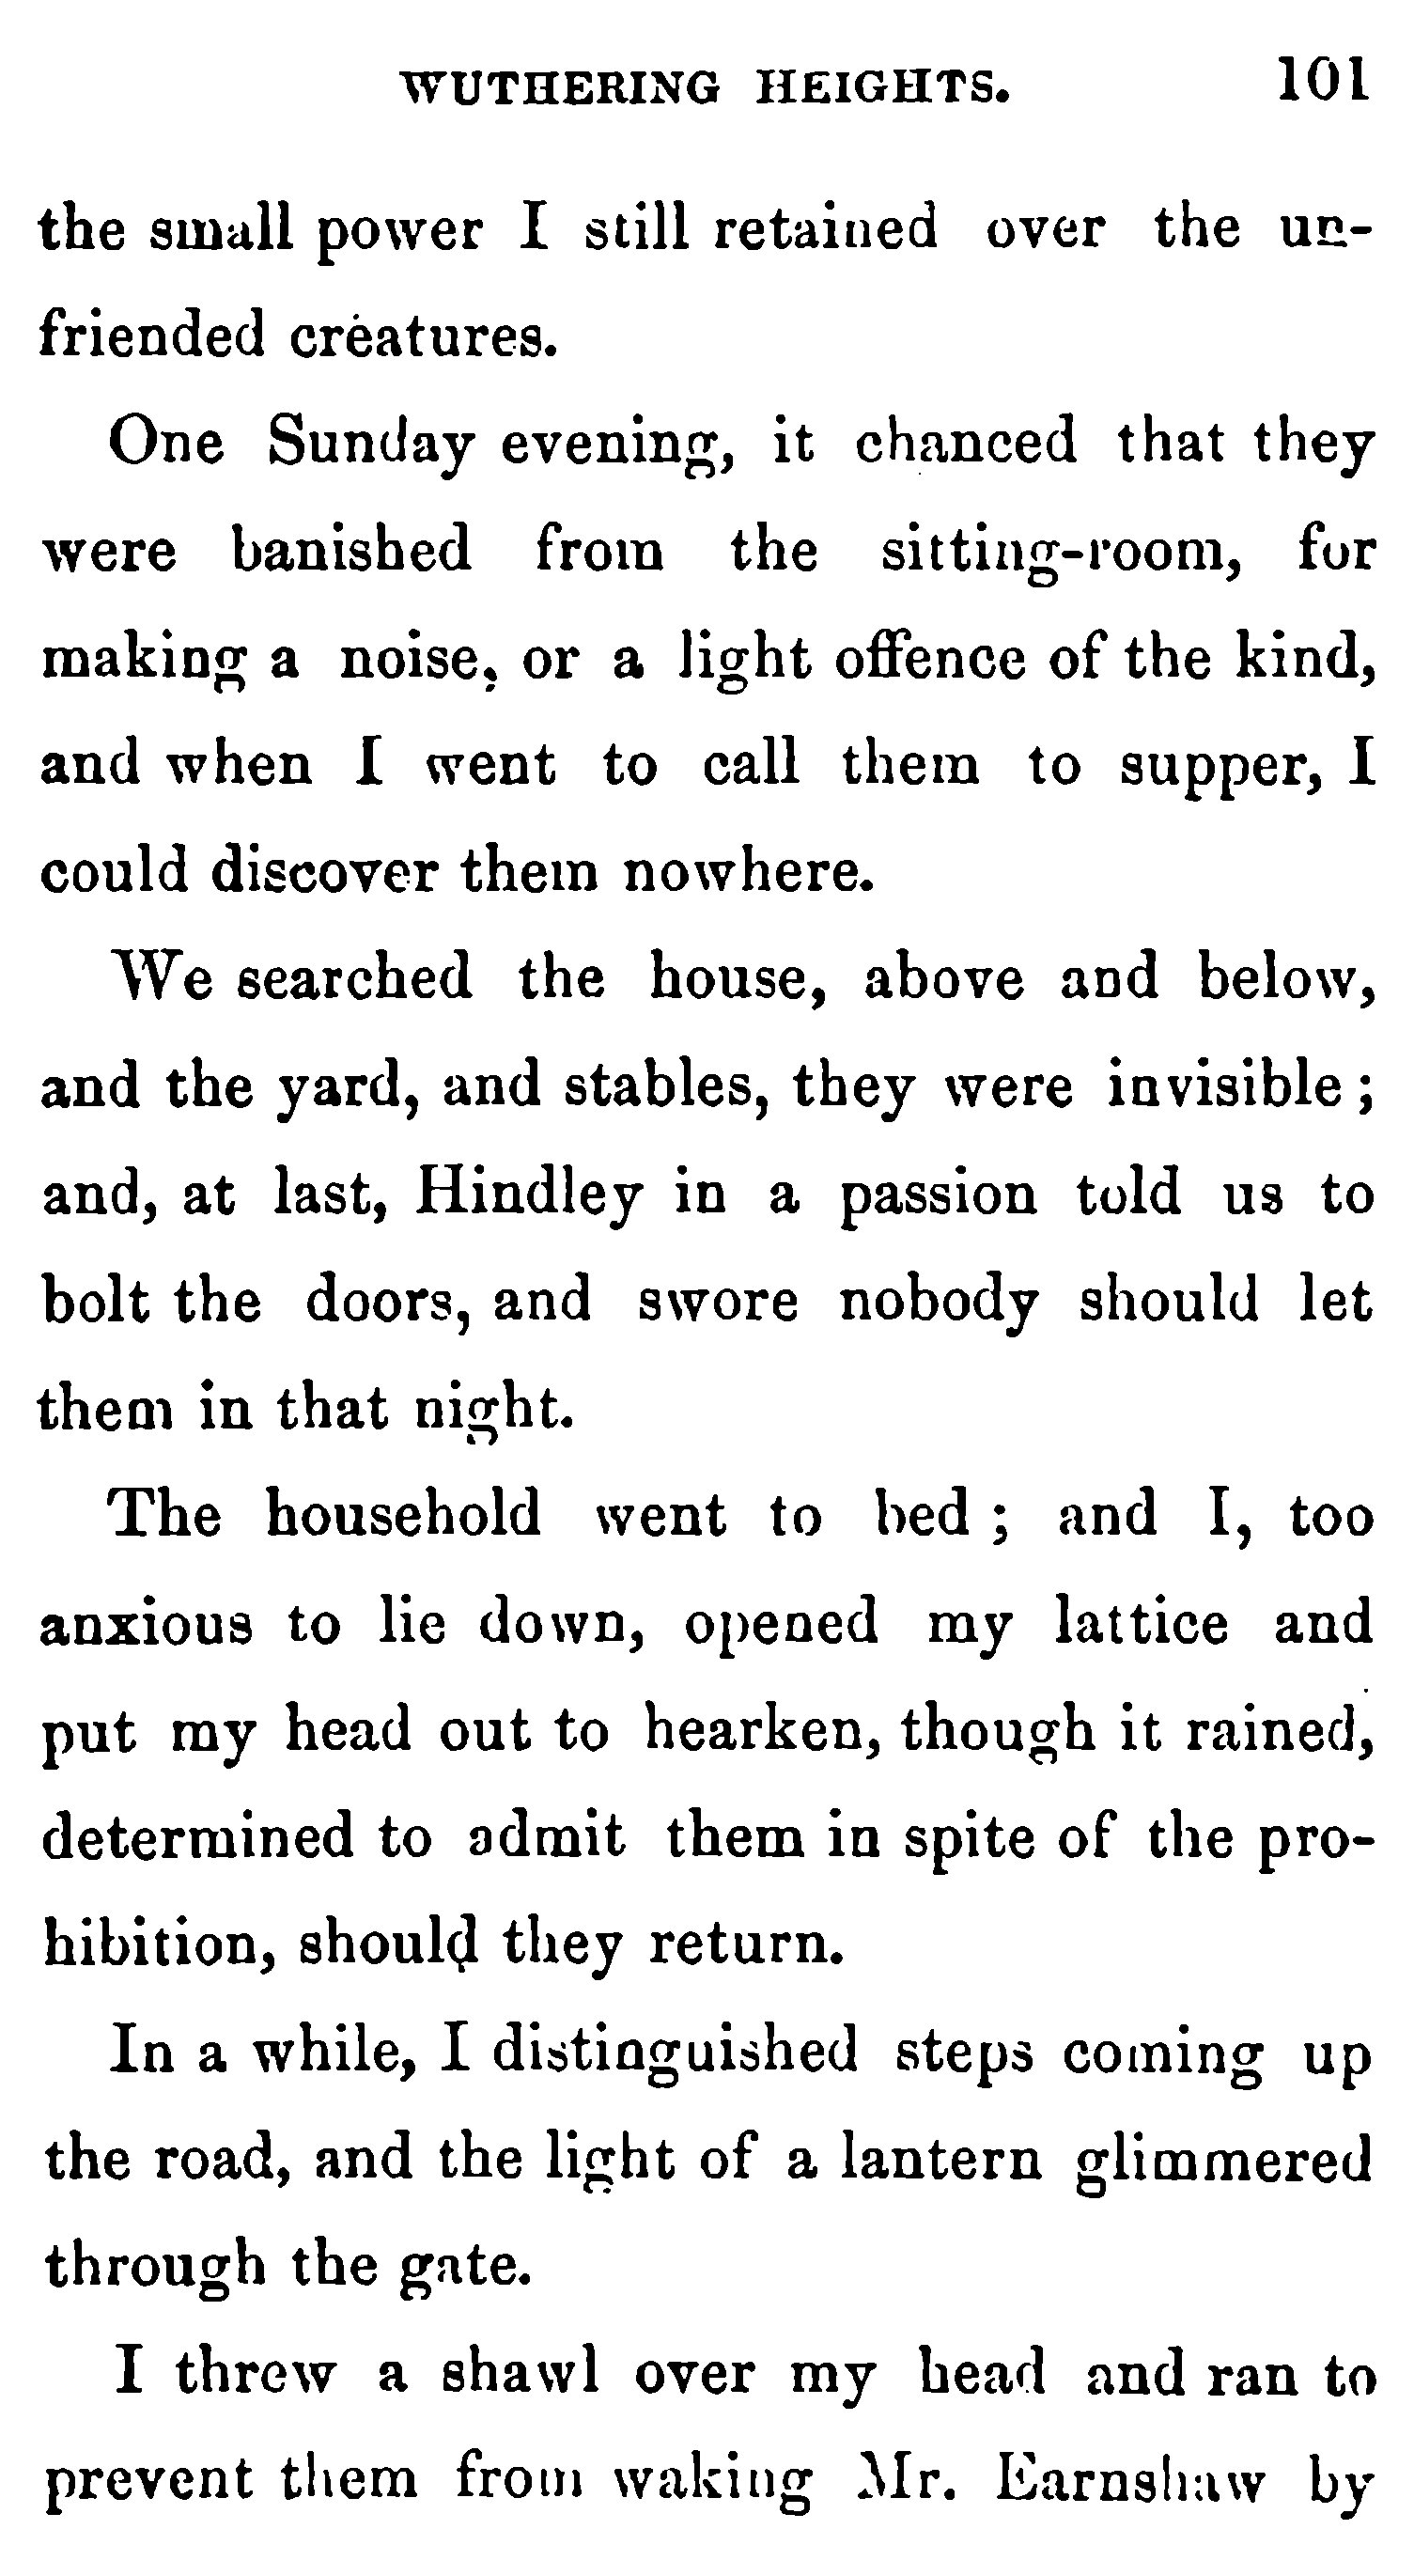 WUTHERING HEIGHTS. 101
the small power I still retained over the un-
friended creatures.
One Sunday evening, it chanced that they
were banished from the sitting-room, for
making a noise, or a light offence of the kind,
and when I went to call them to supper, I
could discover them nowhere.
We searched the house, above and below,
and the yard, and stables, they were invisible;
and, at last, Hindley in a passion told us to
bolt the doors, and swore nobody should let
them in that night.
The household went to bed; and I, too
anxious to lie down, opened my lattice and
put my head out to hearken, though it rained,
determined to admit them in spite of the pro-
hibition, should they return.
In a while, I distinguished steps coming up
the road, and the light of a lantern glimmered
through the gate.
I threw a shawl over my head and ran to
prevent them from waking Mr. Earnshaw by